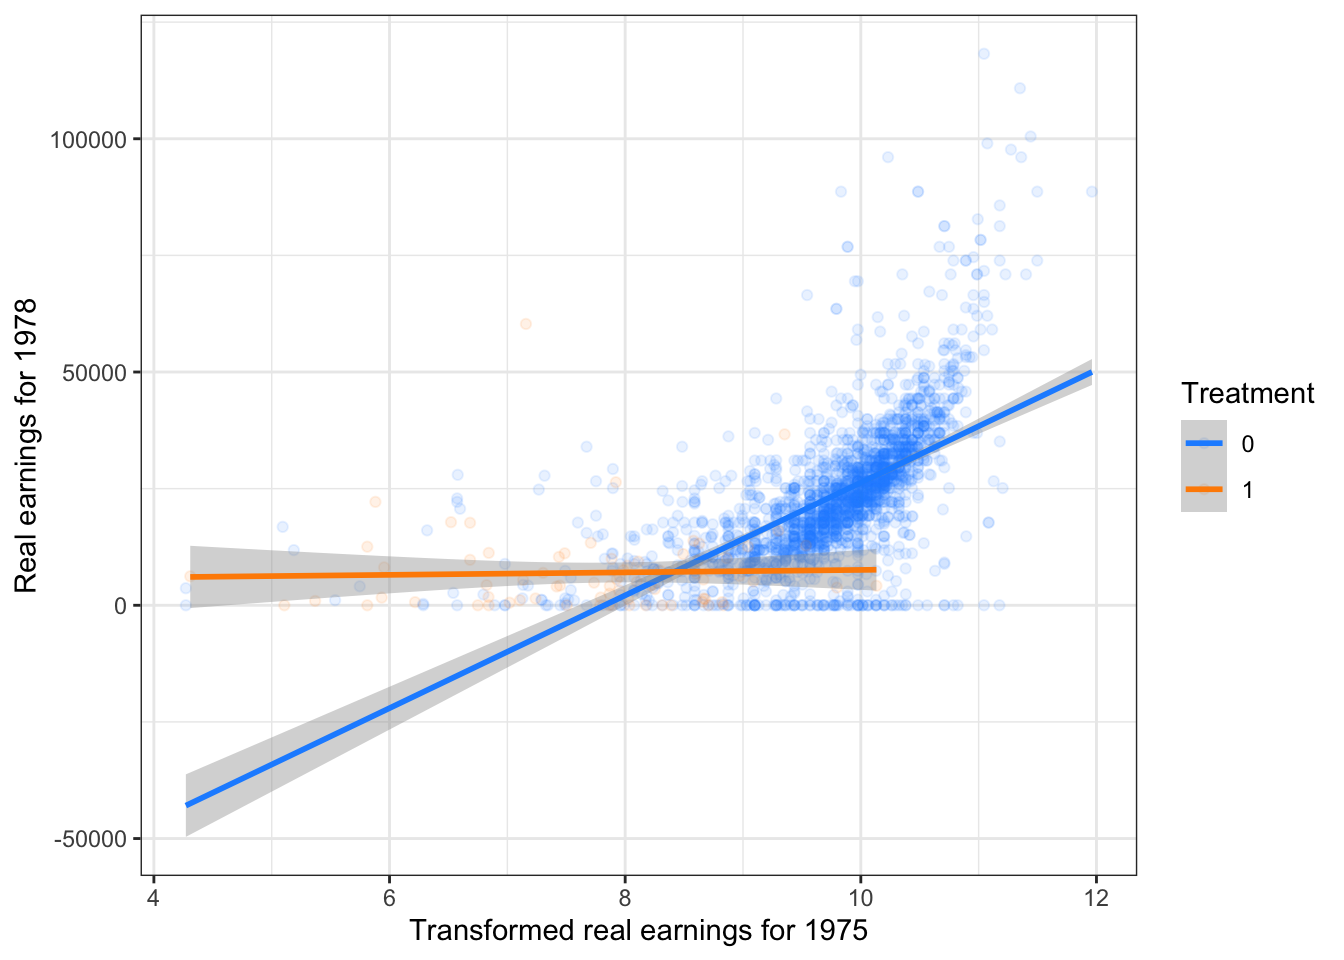 100000
50000
0
-50000
Real earnings for 1978
4 6 8 10 12
Transformed real earnings for 1975
Treatment
0
1